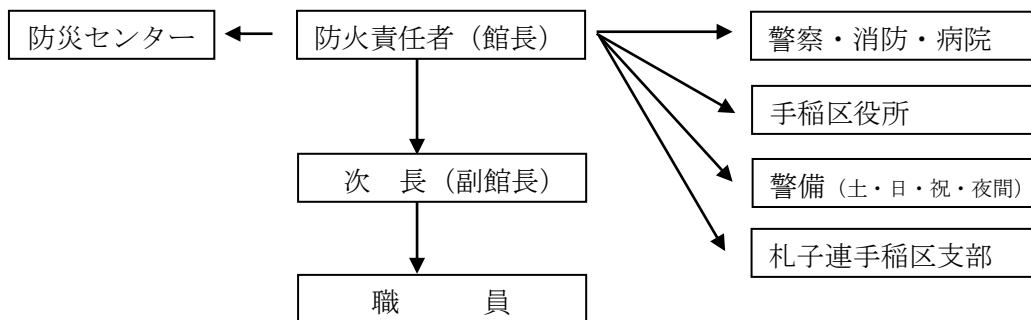 防災センター
防火責任者（館長）
警察・消防・病院
手稲区役所
次　長（副館長）
警備（土・日・祝・夜間）
札子連手稲区支部
職　　　員